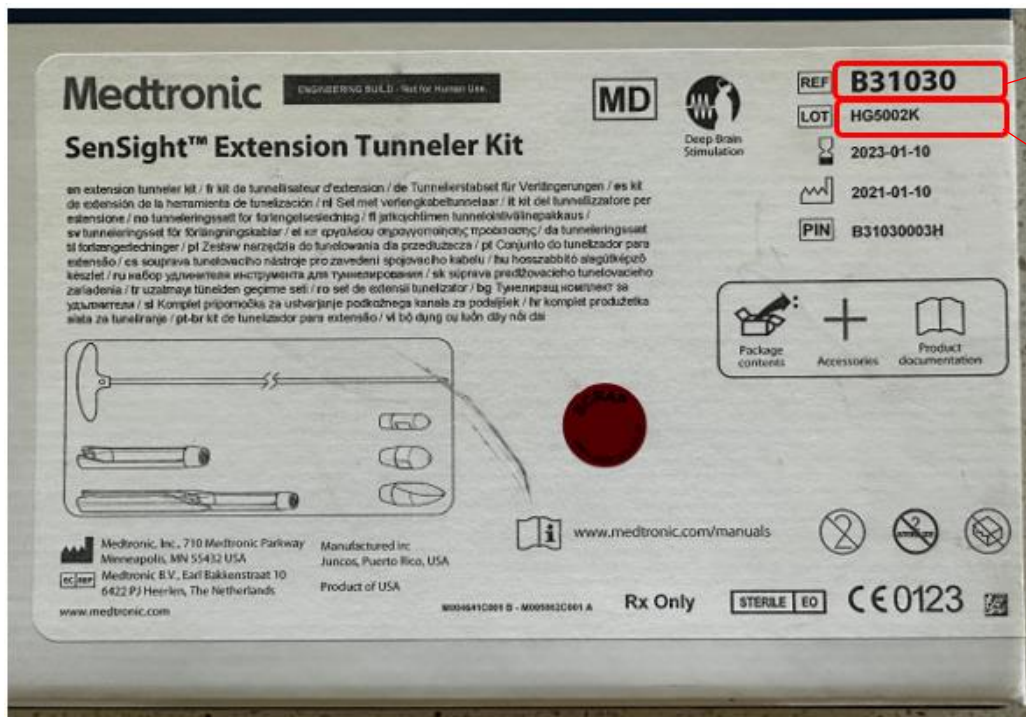 Medtronic
ENGINEERING BUILD - Not for Human Use.
MD
Deep Brain
Stimulation
REF B31030
LOT HG5002K
2023-01-10
2021-01-10
PIN B31030003H
SenSight™ Extension Tunneler Kit
en extension tunneler kit / fr kit de tunnellisateur d'extension / de Tunnelierstabset für Verlängerungen / es kit
de extensión de la herramienta de tunelización / nl Set met verlengkabeltunnelaar / it kit del tunnellizzatore per
estensione / no tunneleringssett for forlengelsesledning / fi jatkojohtimen tunnelointivälinepakkaus /
sv tunneleringsset för förlängningskablar / el κιτ εργαλείου σηραγγοποίησης προέκτασης / da tunneleringssæt
til forlængerledninger / pl Zestaw narzędzia do tunelowania dla przedłużacza / pt Conjunto do tunelizador para
extensão / cs souprava tunelovacího nástroje pro zavedení spojovacího kabelu / hu hosszabbító alagútképző
készlet / ru набор удлинителя инструмента для туннелирования / sk súprava predlžovacieho tunelovacieho
zariadenia / tr uzatmayı tünelden geçirme seti / ro set de extensii tunelizator / bg Тунелиращ комплект за
удължители / sl Komplet pripomočka za ustvarjanje podkožnega kanala za podaljšek / hr komplet produžetka
alata za tuneliranje / pt-br kit de tunelizador para extensão / vi bộ dụng cụ luồn dây nối dài
Package
contents
Accessories
Product
documentation
www.medtronic.com/manuals
Medtronic, Inc., 710 Medtronic Parkway
Minneapolis, MN 55432 USA
EC REP Medtronic B.V., Earl Bakkenstraat 10
6422 PJ Heerlen, The Netherlands
www.medtronic.com
Manufactured in:
Juncos, Puerto Rico, USA
Product of USA
M004641C001 B - M005862C001 A
Rx Only
STERILE EO
CE 0123